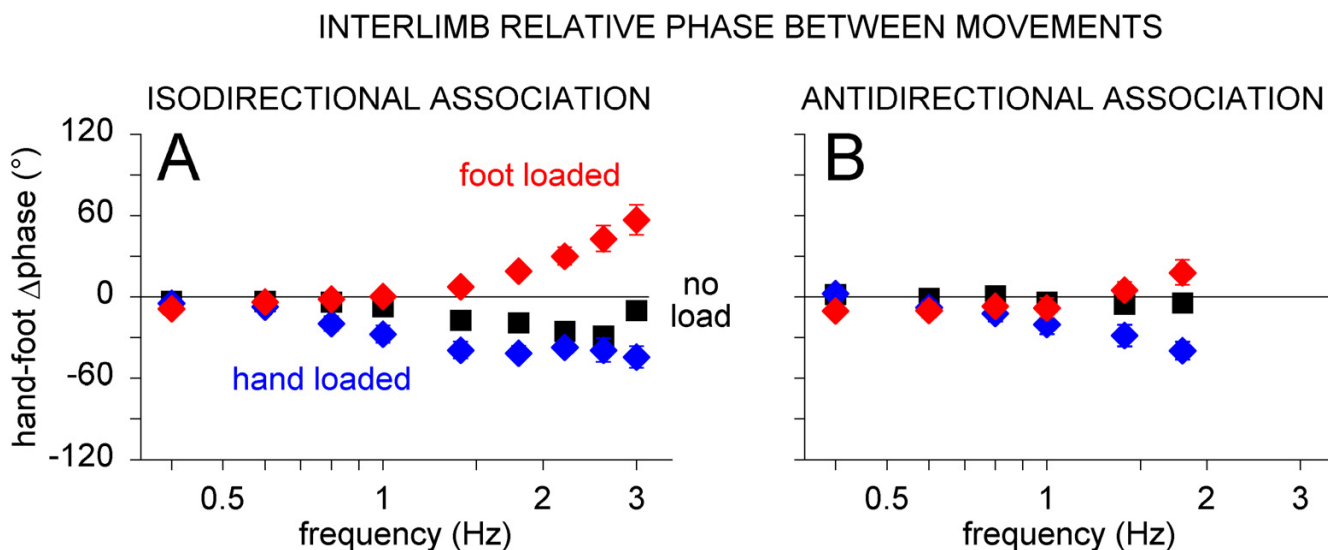 INTERLIMB RELATIVE PHASE BETWEEN MOVEMENTS
ISODIRECTIONAL ASSOCIATION
ANTIDIRECTIONAL ASSOCIATION
hand-foot Δphase (°)
120
60
0
-60
-120
A
foot loaded
hand loaded
no
load
B
0.5
1
2
3
frequency (Hz)
0.5
1
2
3
frequency (Hz)